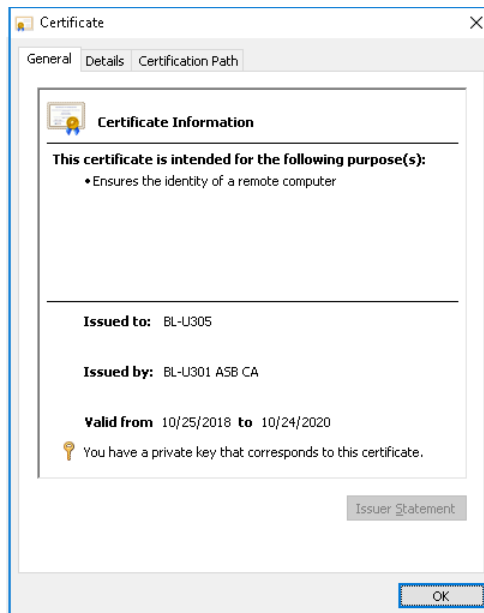 Certificate
General Details Certification Path
Certificate Information
This certificate is intended for the following purpose(s):
• Ensures the identity of a remote computer
Issued to: BL-U305
Issued by: BL-U301 ASB CA
Valid from 10/25/2018 to 10/24/2020
You have a private key that corresponds to this certificate.
Issuer Statement
OK